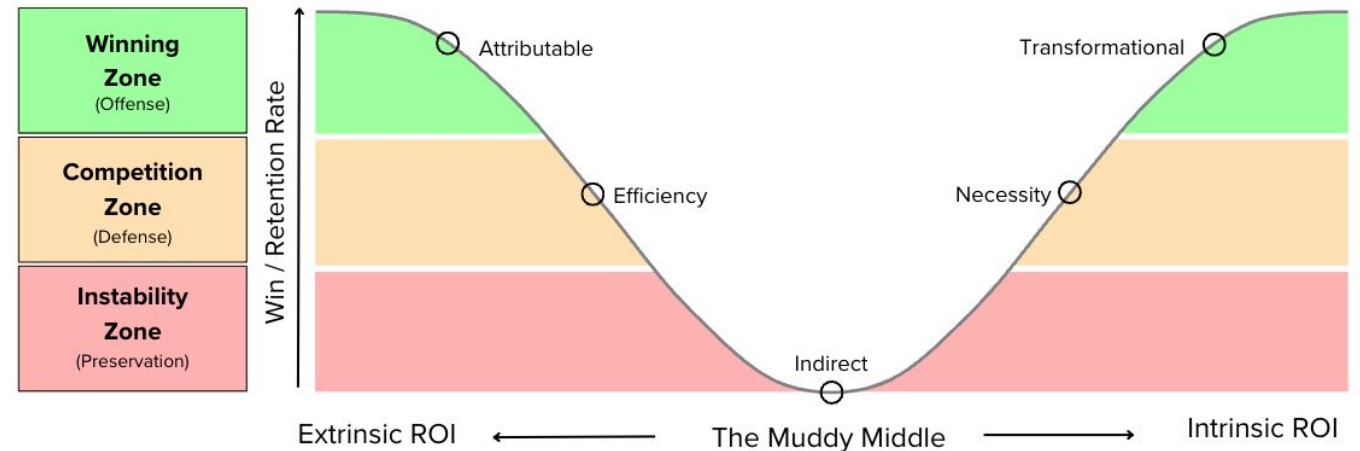 Winning
Zone
(Offense)
Competition
Zone
(Defense)
Instability
Zone
(Preservation)
Win / Retention Rate
Attributable
Transformational
Efficiency
Necessity
Indirect
Extrinsic ROI
The Muddy Middle
Intrinsic ROI